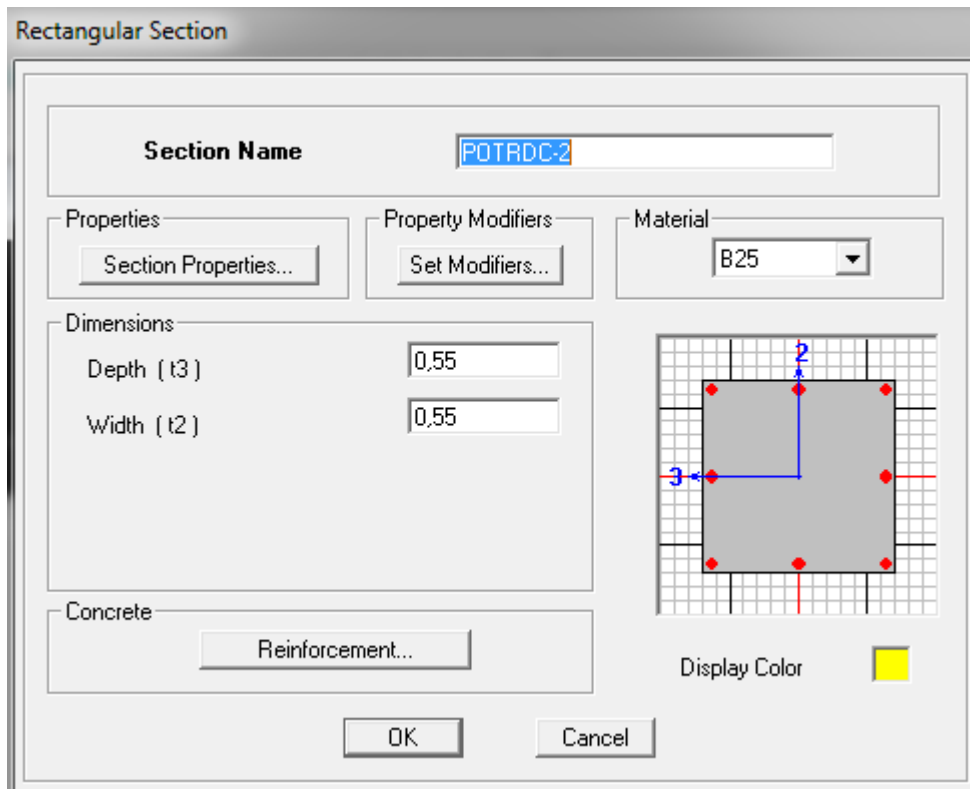 Rectangular Section
Section Name POTRDC-2
Properties Property Modifiers Material
Section Properties... Set Modifiers... B25
Dimensions
Depth ( t3 ) 0,55
Width ( t2 ) 0,55
2
3
Concrete
Reinforcement...
Display Color
OK Cancel